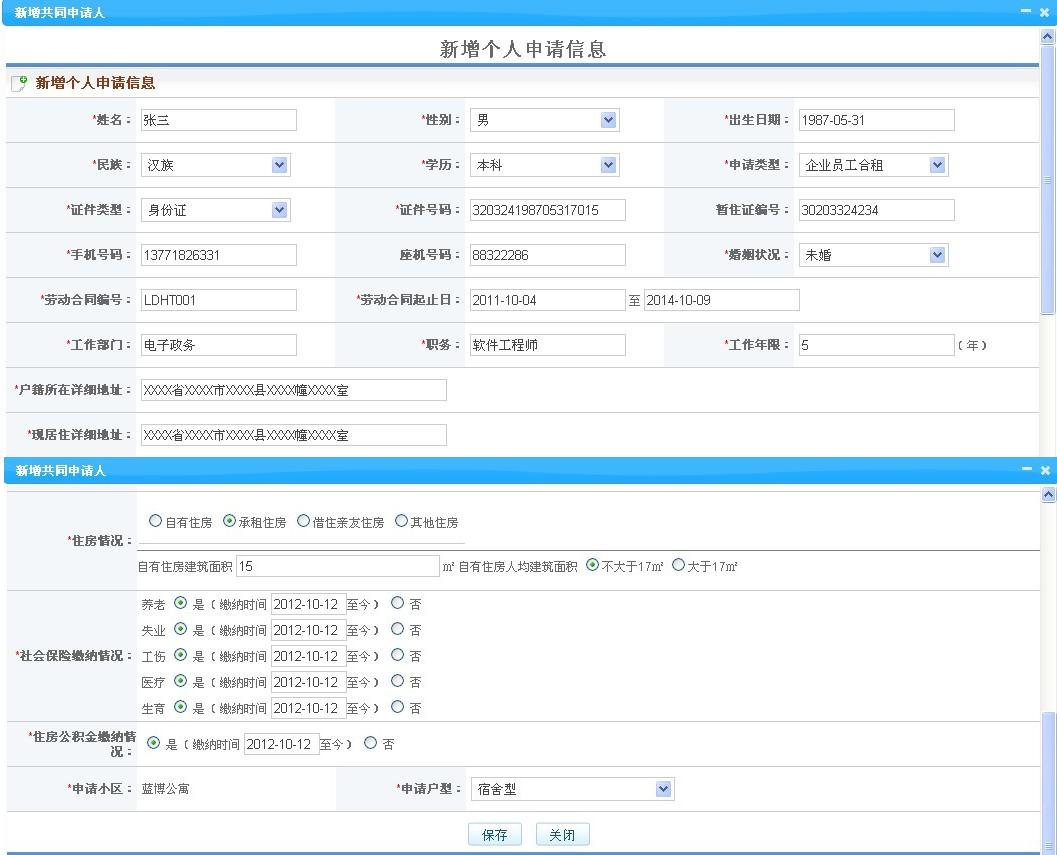 新增共同申请人
新增个人申请信息
新增个人申请信息
*姓名： 张三 *性别： 男 *出生日期： 1987-05-31
*民族： 汉族 *学历： 本科 *申请类型： 企业员工合租
*证件类型： 身份证 *证件号码： 320324198705317015 暂住证编号： 30203324234
*手机号码： 13771826331 座机号码： 88322286 *婚姻状况： 未婚
*劳动合同编号： LDHT001 *劳动合同起止日： 2011-10-04 至 2014-10-09
*工作部门： 电子政务 *职务： 软件工程师 *工作年限： 5 （年）
*户籍所在详细地址： XXXX省XXXX市XXXX县XXXX幢XXXX室
*现居住详细地址： XXXX省XXXX市XXXX县XXXX幢XXXX室
新增共同申请人
*住房情况： 自有住房 承租住房 借住亲友住房 其他住房
自有住房建筑面积 15 ㎡ 自有住房人均建筑面积 不大于17㎡ 大于17㎡
*社会保险缴纳情况： 养老 是（ 缴纳时间 2012-10-12 至今） 否
失业 是（ 缴纳时间 2012-10-12 至今） 否
工伤 是（ 缴纳时间 2012-10-12 至今） 否
医疗 是（ 缴纳时间 2012-10-12 至今） 否
生育 是（ 缴纳时间 2012-10-12 至今） 否
*住房公积金缴纳情况： 是（ 缴纳时间 2012-10-12 至今） 否
*申请小区： 蓝博公寓 *申请户型： 宿舍型
保存 关闭